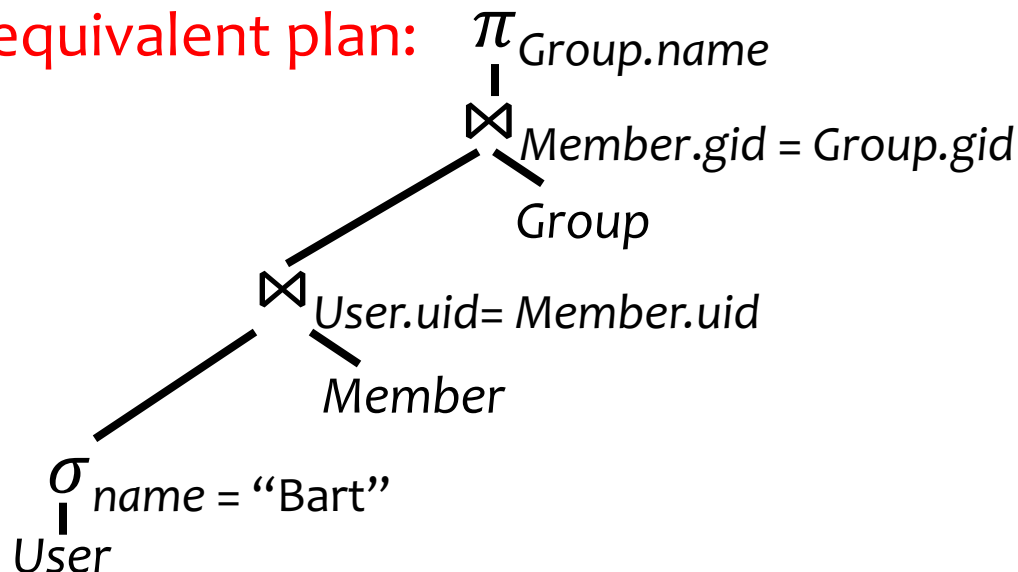 equivalent plan:
π Group.name
⋈ Member.gid = Group.gid
Group
⋈ User.uid= Member.uid
Member
σ name = “Bart”
User